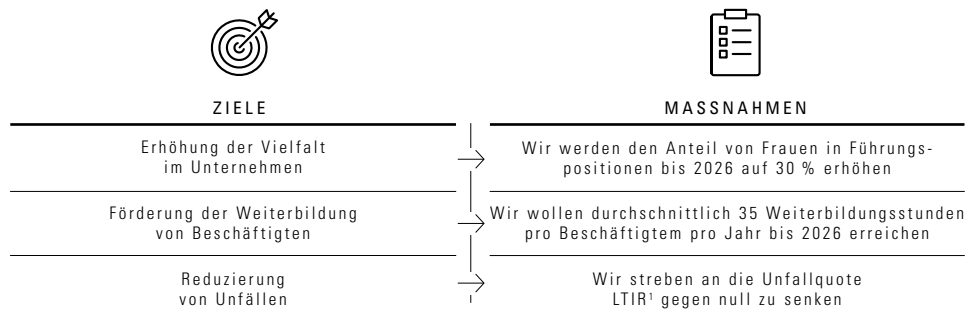 ZIELE
MASSNAHMEN
Erhöhung der Vielfalt
im Unternehmen
Wir werden den Anteil von Frauen in Führungs-
positionen bis 2026 auf 30 % erhöhen
Förderung der Weiterbildung
von Beschäftigten
Wir wollen durchschnittlich 35 Weiterbildungsstunden
pro Beschäftigtem pro Jahr bis 2026 erreichen
Reduzierung
von Unfällen
Wir streben an die Unfallquote
LTIR¹ gegen null zu senken